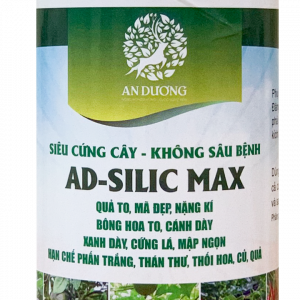 AN DƯƠNG
SIÊU CỨNG CÂY - KHÔNG SÂU BỆNH
AD-SILIC MAX
QUẢ TO, MÃ ĐẸP, NẶNG KÍ
BÔNG HOA TO, CÁNH DÀY
XANH DÀY, CỨNG LÁ, MẬP NGỌN
HẠN CHẾ PHẤN TRẮNG, THÁN THƯ, THỐI HOA, CỦ, QUẢ